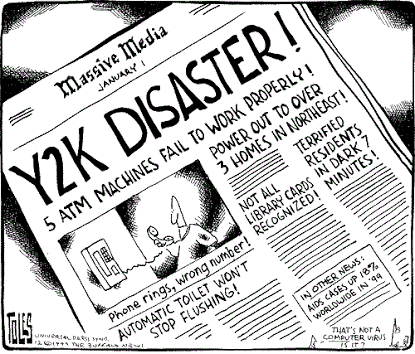 Massive Media
JANUARY 1
Y2K DISASTER!
5 ATM MACHINES FAIL TO WORK PROPERLY!
Phone rings, wrong number!
AUTOMATIC TOILET WON'T
STOP FLUSHING!
POWER OUT TO OVER
3 HOMES IN NORTHEAST!
NOT ALL
LIBRARY CARDS
RECOGNIZED!
TERRIFIED
RESIDENTS
IN DARK 7
MINUTES!
IN OTHER NEWS:
AIDS CASES UP 18%
WORLDWIDE IN '99
TOLES
UNIVERSAL PRESS SYND.
©1999 THE BUFFALO NEWS
THAT'S NOT A
COMPUTER VIRUS
IS IT?